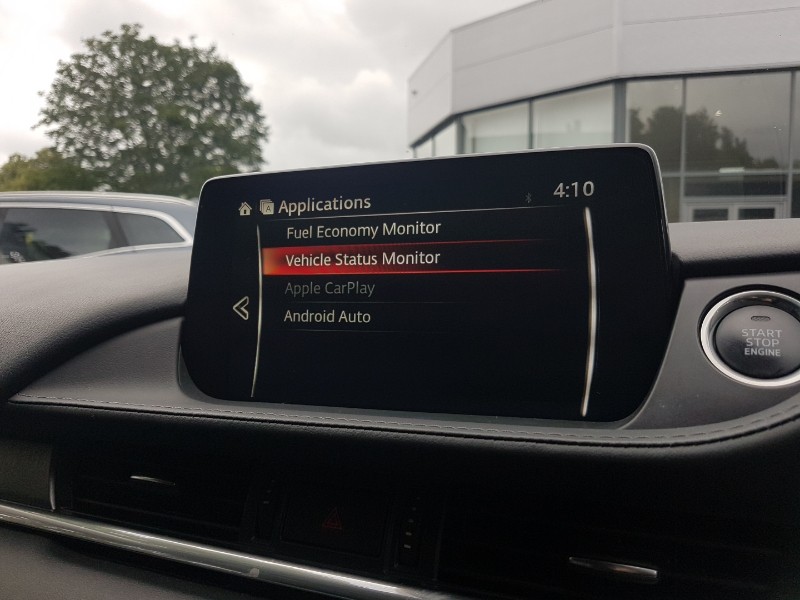 Applications
4:10
Fuel Economy Monitor
Vehicle Status Monitor
Apple CarPlay
Android Auto
START
STOP
ENGINE